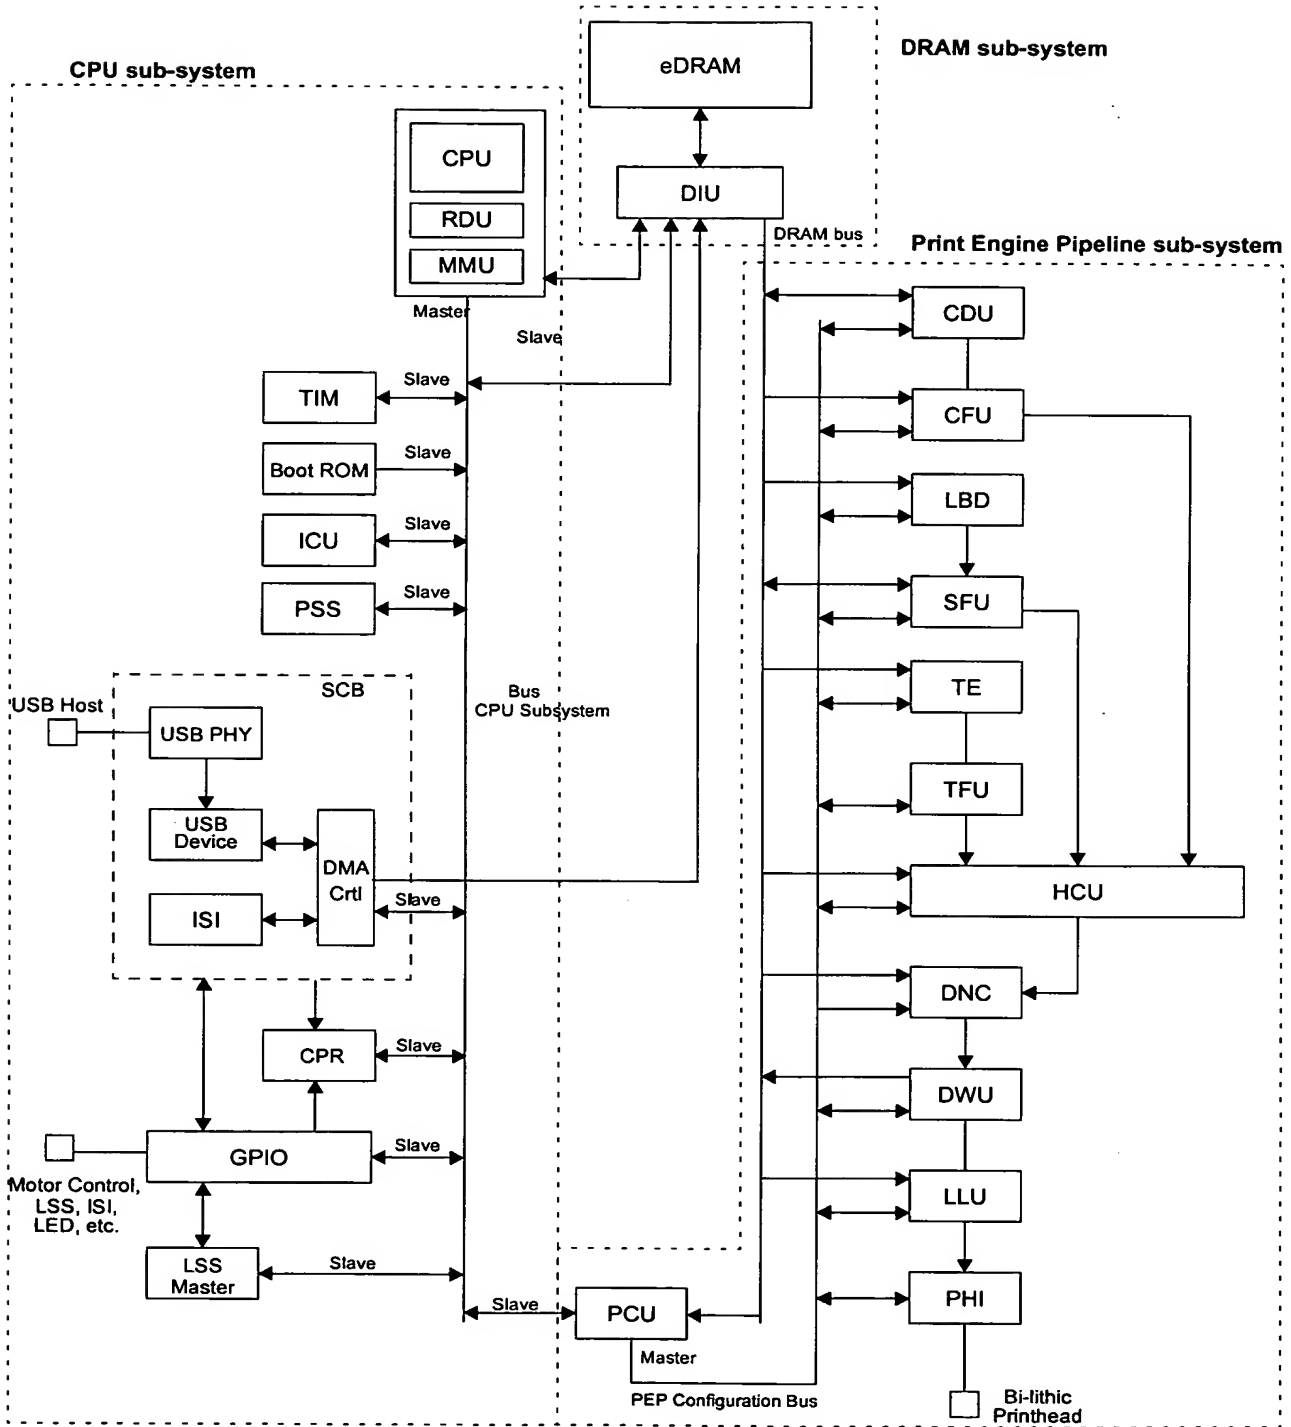 DRAM sub-system
eDRAM
CPU sub-system
CPU
DIU
RDU
DRAM bus
Print Engine Pipeline sub-system
MMU
Master
CDU
Slave
Slave
TIM
CFU
Slave
Boot ROM
LBD
Slave
ICU
Slave
PSS
SFU
SCB
TE
Bus
CPU Subsystem
USB Host
USB PHY
TFU
USB
Device
DMA
Crtl
HCU
Slave
ISI
DNC
Slave
CPR
DWU
Slave
GPIO
Motor Control,
LSS, ISI,
LED, etc.
LLU
Slave
LSS
Master
Slave
PCU
PHI
Master
PEP Configuration Bus
Bi-lithic
Printhead